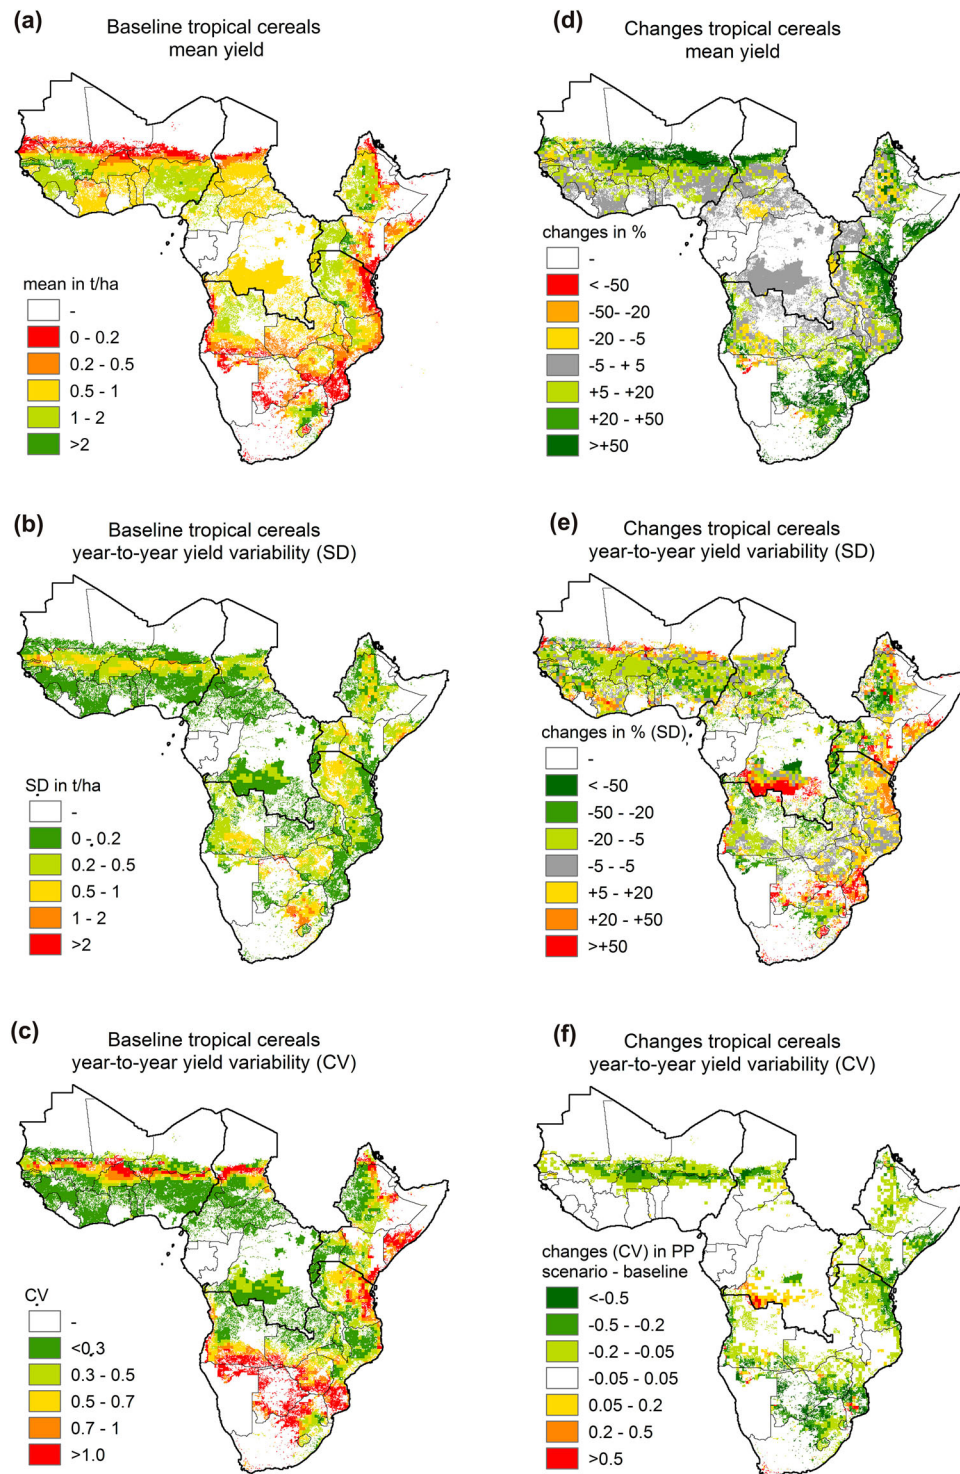 (a)
Baseline tropical cereals
mean yield
mean in t/ha
-
0 - 0.2
0.2 - 0.5
0.5 - 1
1 - 2
>2
(d)
Changes tropical cereals
mean yield
changes in %
-
< -50
-50- -20
-20 - -5
-5 - + 5
+5 - +20
+20 - +50
>+50
(b)
Baseline tropical cereals
year-to-year yield variability (SD)
SD in t/ha
-
0 - 0.2
0.2 - 0.5
0.5 - 1
1 - 2
>2
(e)
Changes tropical cereals
year-to-year yield variability (SD)
changes in % (SD)
-
< -50
-50 - -20
-20 - -5
-5 - -5
+5 - +20
+20 - +50
>+50
(c)
Baseline tropical cereals
year-to-year yield variability (CV)
CV
-
<0,3
0.3 - 0.5
0.5 - 0.7
0.7 - 1
>1.0
(f)
Changes tropical cereals
year-to-year yield variability (CV)
changes (CV) in PP
scenario - baseline
<-0.5
-0.5 - -0.2
-0.2 - -0.05
-0.05 - 0.05
0.05 - 0.2
0.2 - 0.5
>0.5